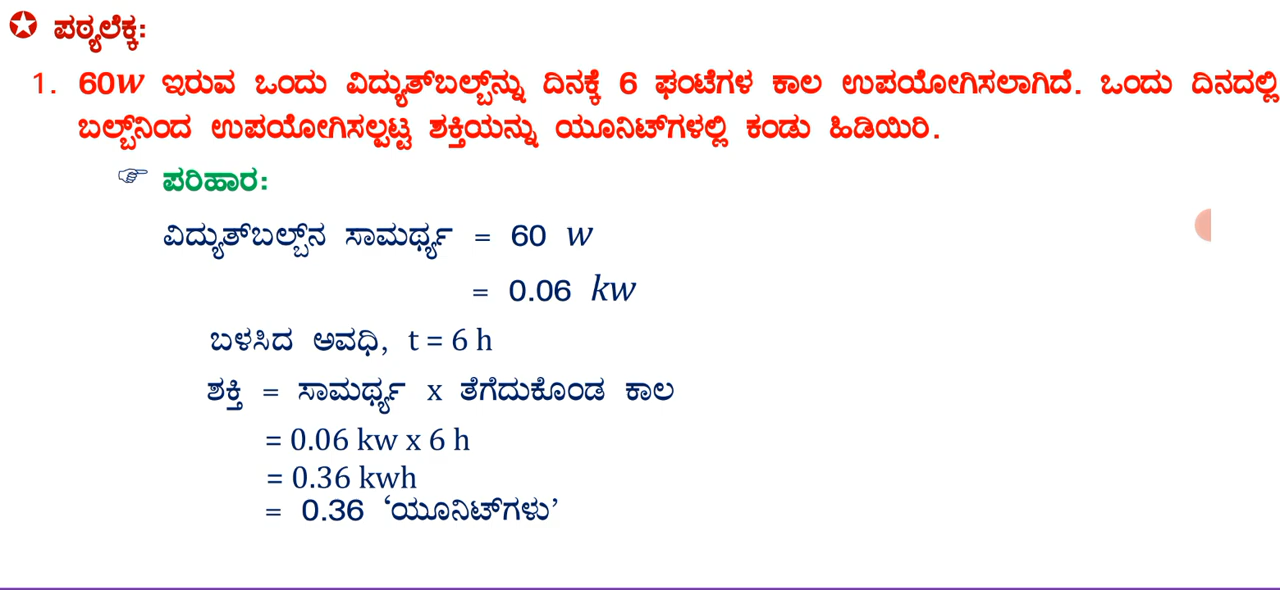 ಪಠ್ಯಲೆಕ್ಕ:
1. 60w ಇರುವ ಒಂದು ವಿದ್ಯುತ್‌ಬಲ್ಬ್‌ನ್ನು ದಿನಕ್ಕೆ 6 ಘಂಟೆಗಳ ಕಾಲ ಉಪಯೋಗಿಸಲಾಗಿದೆ. ಒಂದು ದಿನದಲ್ಲಿ
ಬಲ್ಬ್‌ನಿಂದ ಉಪಯೋಗಿಸಲ್ಪಟ್ಟ ಶಕ್ತಿಯನ್ನು ಯೂನಿಟ್‌ಗಳಲ್ಲಿ ಕಂಡು ಹಿಡಿಯಿರಿ.
ಪರಿಹಾರ:
ವಿದ್ಯುತ್‌ಬಲ್ಬ್‌ನ ಸಾಮರ್ಥ್ಯ = 60 w
= 0.06 kw
ಬಳಸಿದ ಅವಧಿ, t = 6 h
ಶಕ್ತಿ = ಸಾಮರ್ಥ್ಯ x ತೆಗೆದುಕೊಂಡ ಕಾಲ
= 0.06 kw x 6 h
= 0.36 kwh
= 0.36 ‘ಯೂನಿಟ್‌ಗಳು’